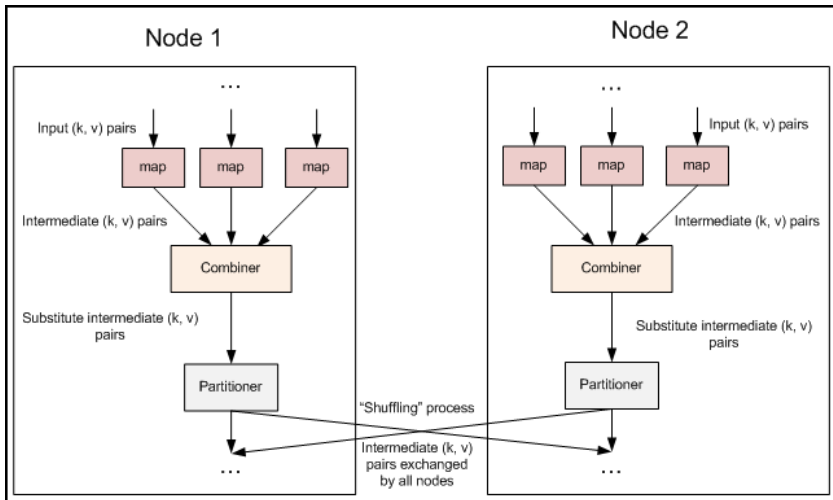 Node 1
...
Input (k, v) pairs
map
map
map
Intermediate (k, v) pairs
Combiner
Substitute intermediate (k, v)
pairs
Partitioner
...
Node 2
...
Input (k, v) pairs
map
map
map
Intermediate (k, v) pairs
Combiner
Substitute intermediate (k, v)
pairs
Partitioner
...
“Shuffling” process
Intermediate (k, v)
pairs exchanged
by all nodes